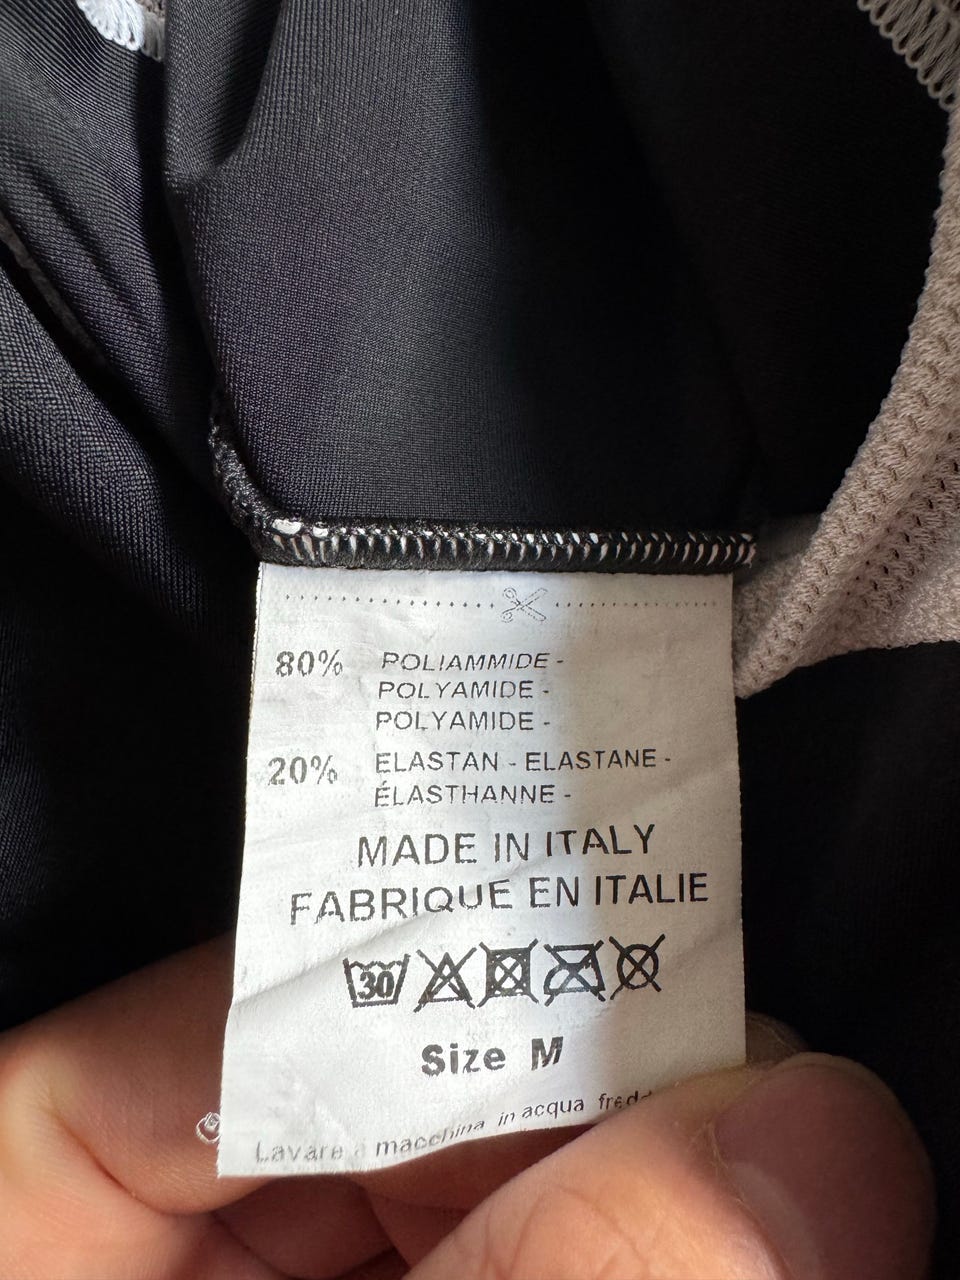 80% POLIAMMIDE -
POLYAMIDE -
POLYAMIDE -
20% ELASTAN - ELASTANE -
ÉLASTHANNE -
MADE IN ITALY
FABRIQUE EN ITALIE
30
Size M
Lavare a macchina in acqua